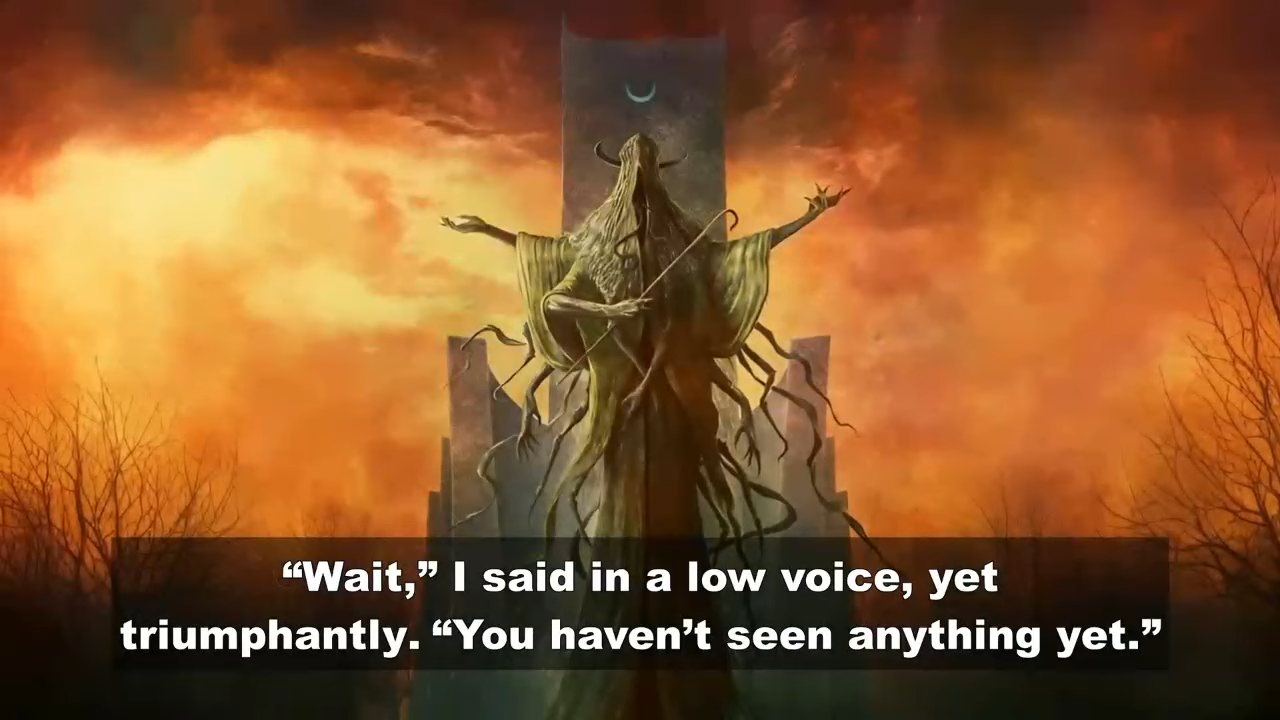 “Wait,” I said in a low voice, yet
triumphantly. “You haven’t seen anything yet.”